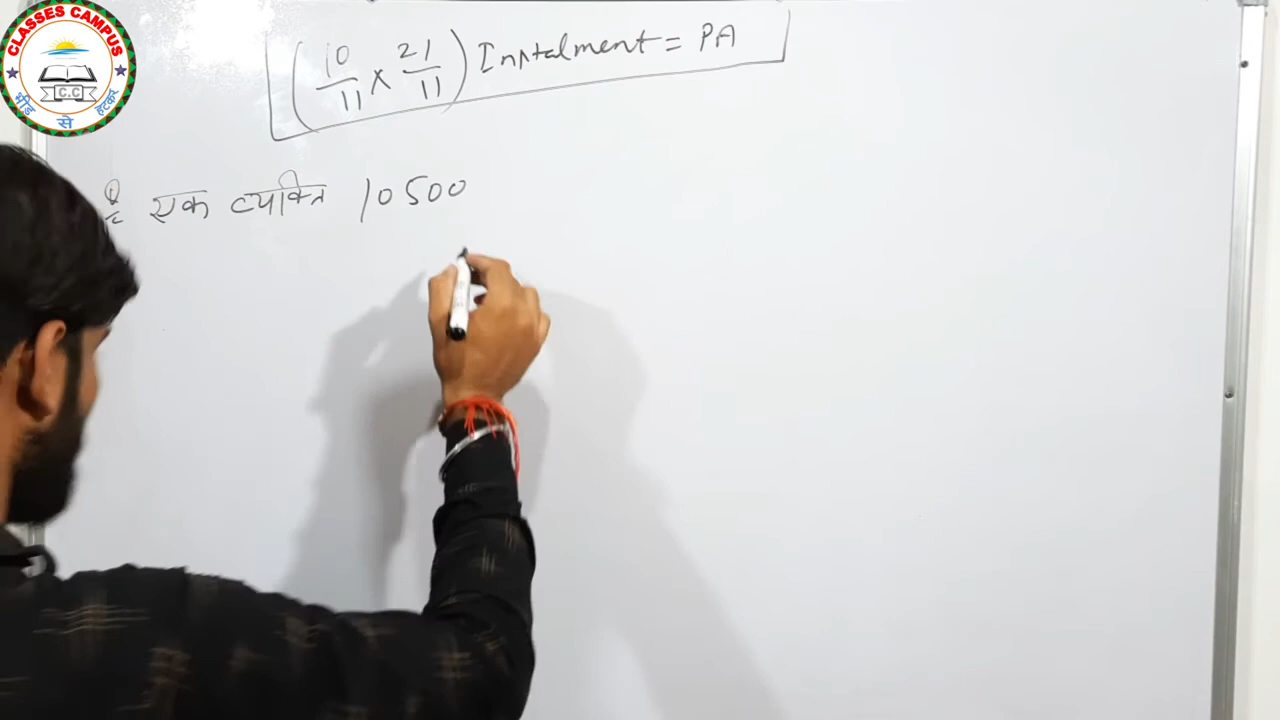 CLASSES CAMPUS
C.C
भीड़ से हटकर
(10/11 × 21/11) Instalment = PA
Q एक व्यक्ति 10500